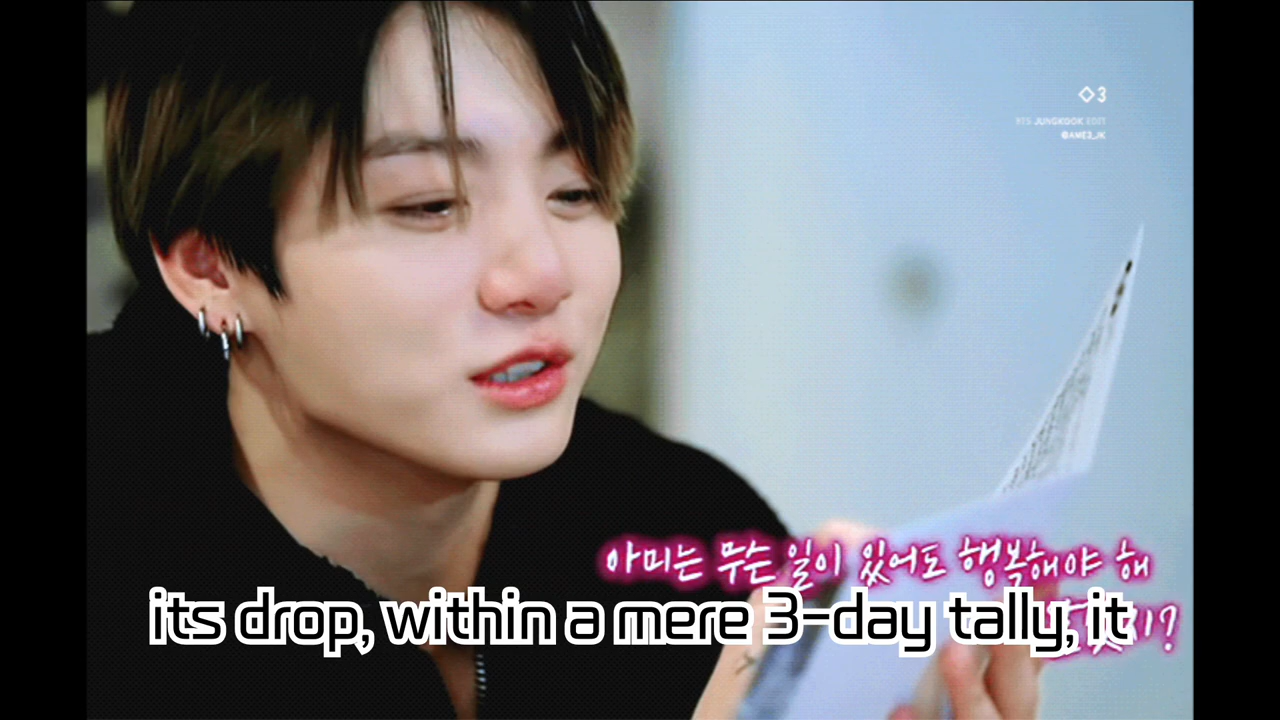 3
BTS JUNGKOOK EDIT
@AME3_JK
아미는 무슨 일이 있어도 행복해야 해
its drop, within a mere 3-day tally, it